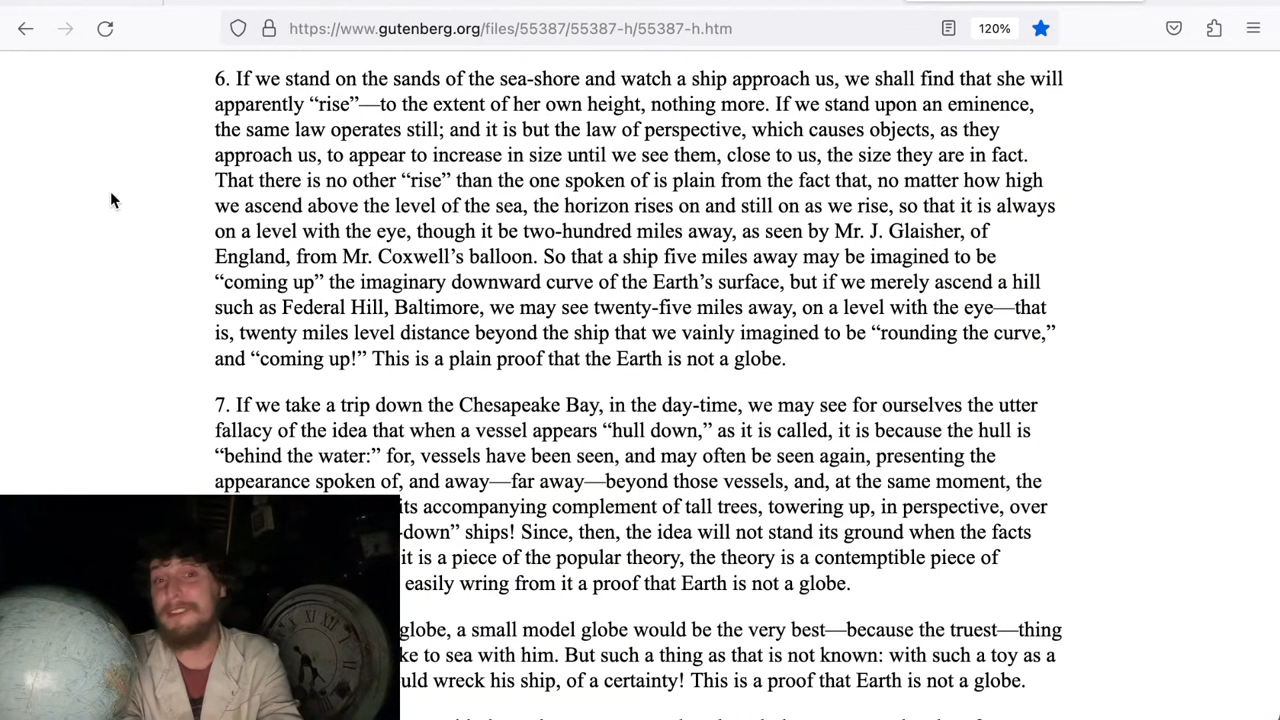 https://www.gutenberg.org/files/55387-h/55387-h.htm
120%
6. If we stand on the sands of the sea-shore and watch a ship approach us, we shall find that she will
apparently “rise”—to the extent of her own height, nothing more. If we stand upon an eminence,
the same law operates still; and it is but the law of perspective, which causes objects, as they
approach us, to appear to increase in size until we see them, close to us, the size they are in fact.
That there is no other “rise” than the one spoken of is plain from the fact that, no matter how high
we ascend above the level of the sea, the horizon rises on and still on as we rise, so that it is always
on a level with the eye, though it be two-hundred miles away, as seen by Mr. J. Glaisher, of
England, from Mr. Coxwell’s balloon. So that a ship five miles away may be imagined to be
“coming up” the imaginary downward curve of the Earth’s surface, but if we merely ascend a hill
such as Federal Hill, Baltimore, we may see twenty-five miles away, on a level with the eye—that
is, twenty miles level distance beyond the ship that we vainly imagined to be “rounding the curve,”
and “coming up!” This is a plain proof that the Earth is not a globe.
7. If we take a trip down the Chesapeake Bay, in the day-time, we may see for ourselves the utter
fallacy of the idea that when a vessel appears “hull down,” as it is called, it is because the hull is
“behind the water:” for, vessels have been seen, and may often be seen again, presenting the
appearance spoken of, and away—far away—beyond those vessels, and, at the same moment, the
its accompanying complement of tall trees, towering up, in perspective, over
-down” ships! Since, then, the idea will not stand its ground when the facts
it is a piece of the popular theory, the theory is a contemptible piece of
easily wring from it a proof that Earth is not a globe.
globe, a small model globe would be the very best—because the truest—thing
ke to sea with him. But such a thing as that is not known: with such a toy as a
uld wreck his ship, of a certainty! This is a proof that Earth is not a globe.